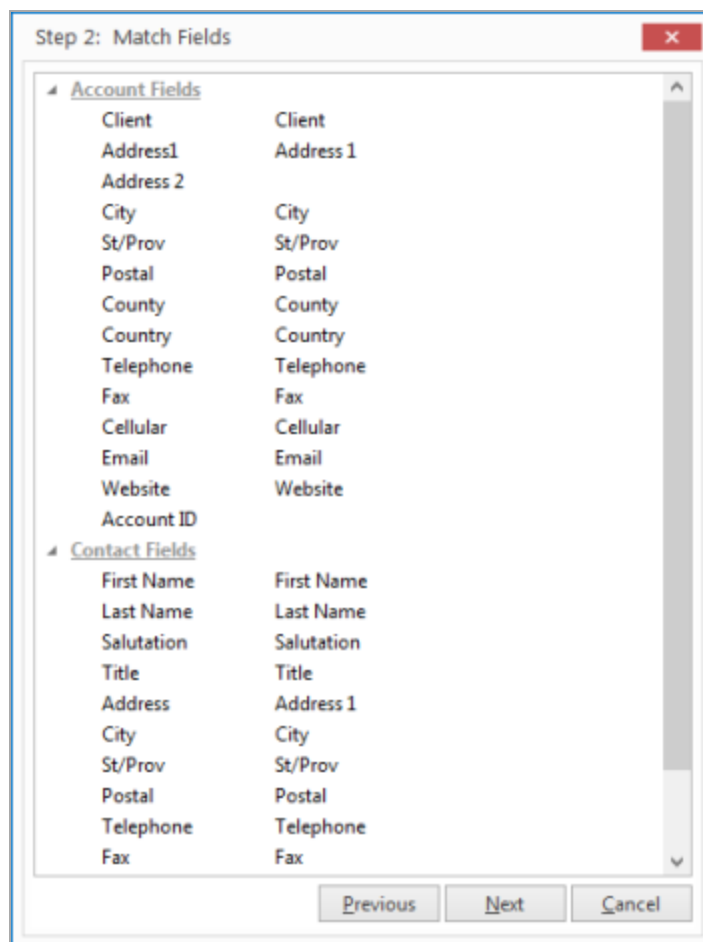 Step 2: Match Fields
Account Fields
Client Client
Address1 Address 1
Address 2
City City
St/Prov St/Prov
Postal Postal
County County
Country Country
Telephone Telephone
Fax Fax
Cellular Cellular
Email Email
Website Website
Account ID
Contact Fields
First Name First Name
Last Name Last Name
Salutation Salutation
Title Title
Address Address 1
City City
St/Prov St/Prov
Postal Postal
Telephone Telephone
Fax Fax
Previous Next Cancel